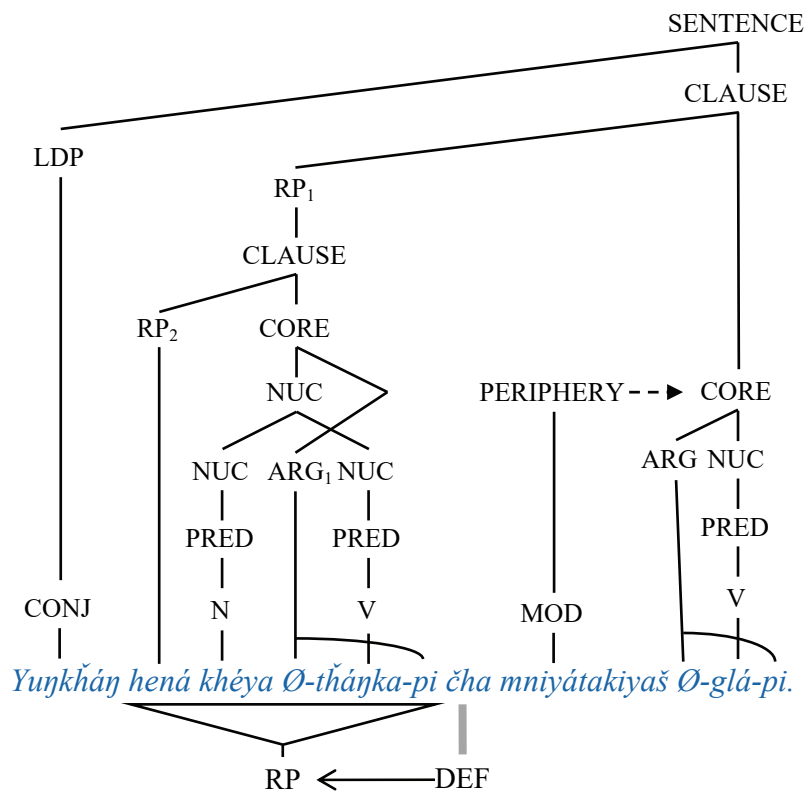 SENTENCE
CLAUSE
LDP
RP₁
CLAUSE
RP₂ CORE
NUC PERIPHERY CORE
NUC ARG₁ NUC ARG NUC
PRED PRED PRED
CONJ N V MOD V
Yuŋkȟáŋ hená khéya Ø-tȟáŋka-pi čha mniyátakiyaš Ø-glá-pi.
RP DEF